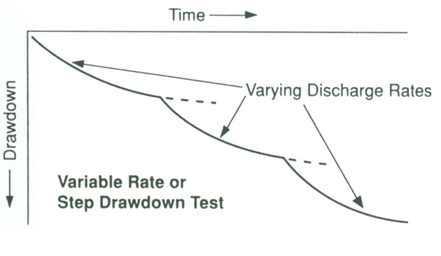 Time
Drawdown
Varying Discharge Rates
Variable Rate or
Step Drawdown Test